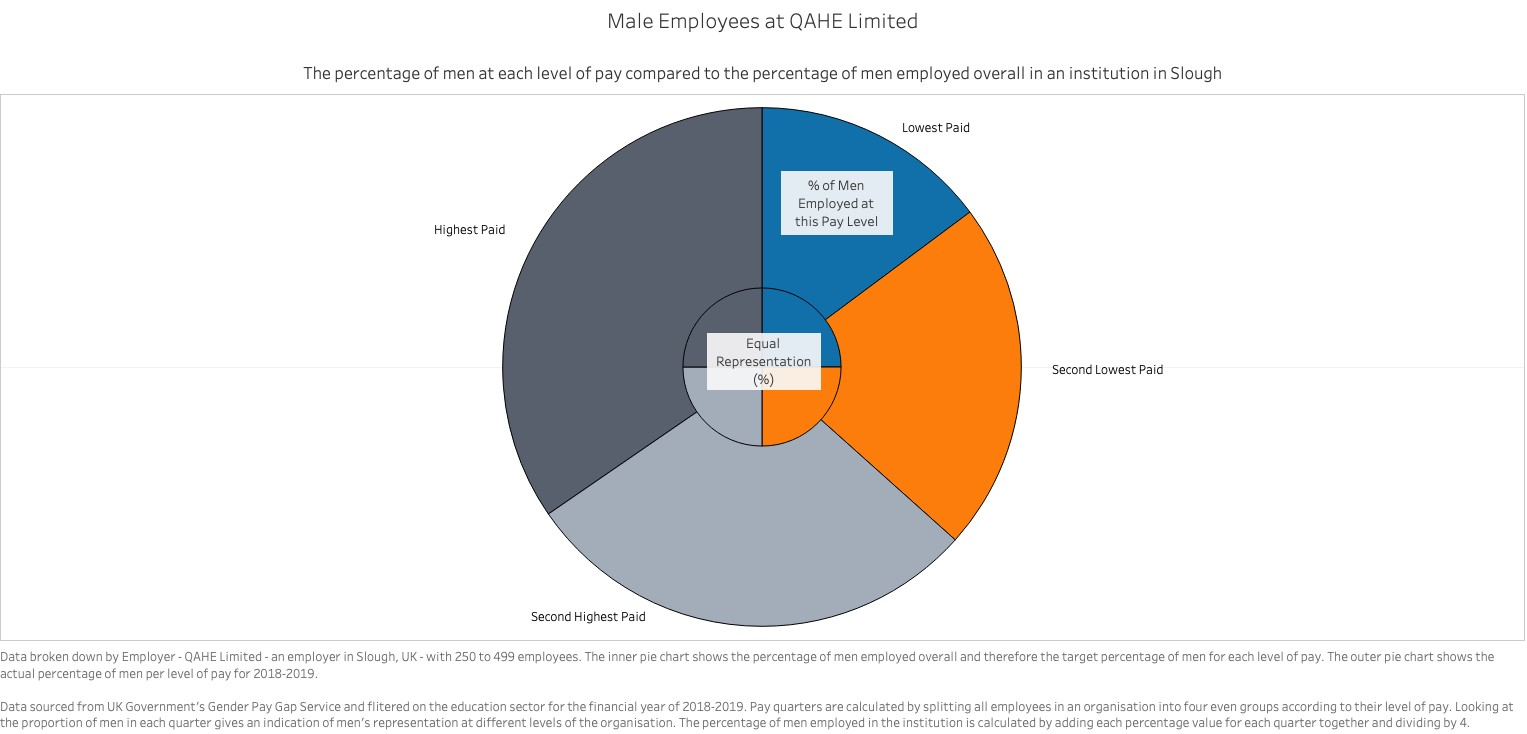 Male Employees at QAHE Limited
The percentage of men at each level of pay compared to the percentage of men employed overall in an institution in Slough
Lowest Paid
% of Men
Employed at
this Pay Level
Highest Paid
Equal
Representation
(%)
Second Lowest Paid
Second Highest Paid
Data broken down by Employer - QAHE Limited - an employer in Slough, UK - with 250 to 499 employees. The inner pie chart shows the percentage of men employed overall and therefore the target percentage of men for each level of pay. The outer pie chart shows the
actual percentage of men per level of pay for 2018-2019.
Data sourced from UK Government's Gender Pay Gap Service and flitered on the education sector for the financial year of 2018-2019. Pay quarters are calculated by splitting all employees in an organisation into four even groups according to their level of pay. Looking at
the proportion of men in each quarter gives an indication of men's representation at different levels of the organisation. The percentage of men employed in the institution is calculated by adding each percentage value for each quarter together and dividing by 4.